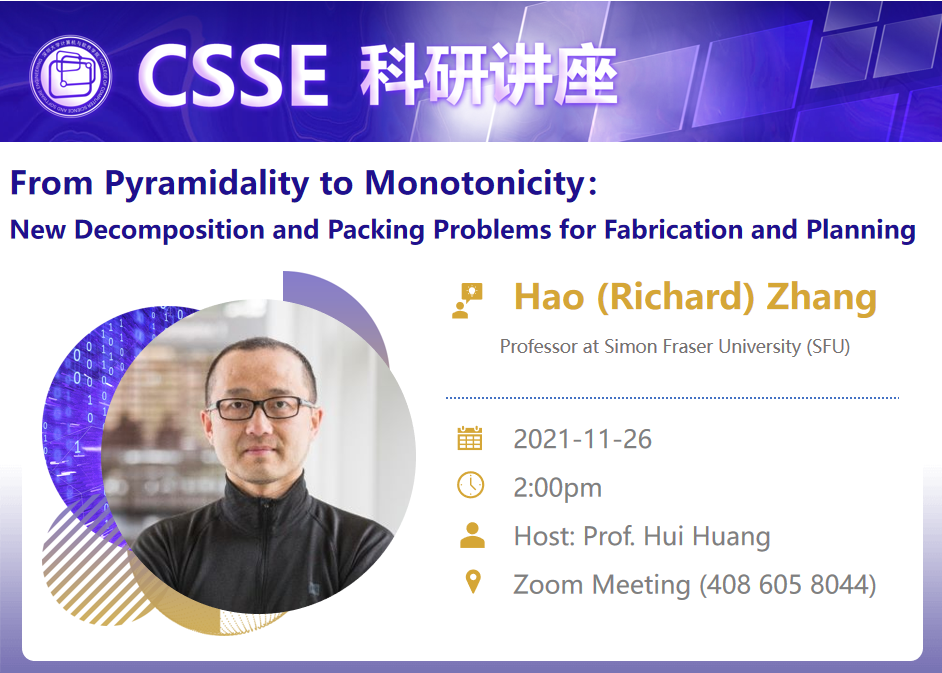 CSSE 科研讲座
From Pyramidality to Monotonicity:
New Decomposition and Packing Problems for Fabrication and Planning
Hao (Richard) Zhang
Professor at Simon Fraser University (SFU)
2021-11-26
2:00pm
Host: Prof. Hui Huang
Zoom Meeting (408 605 8044)